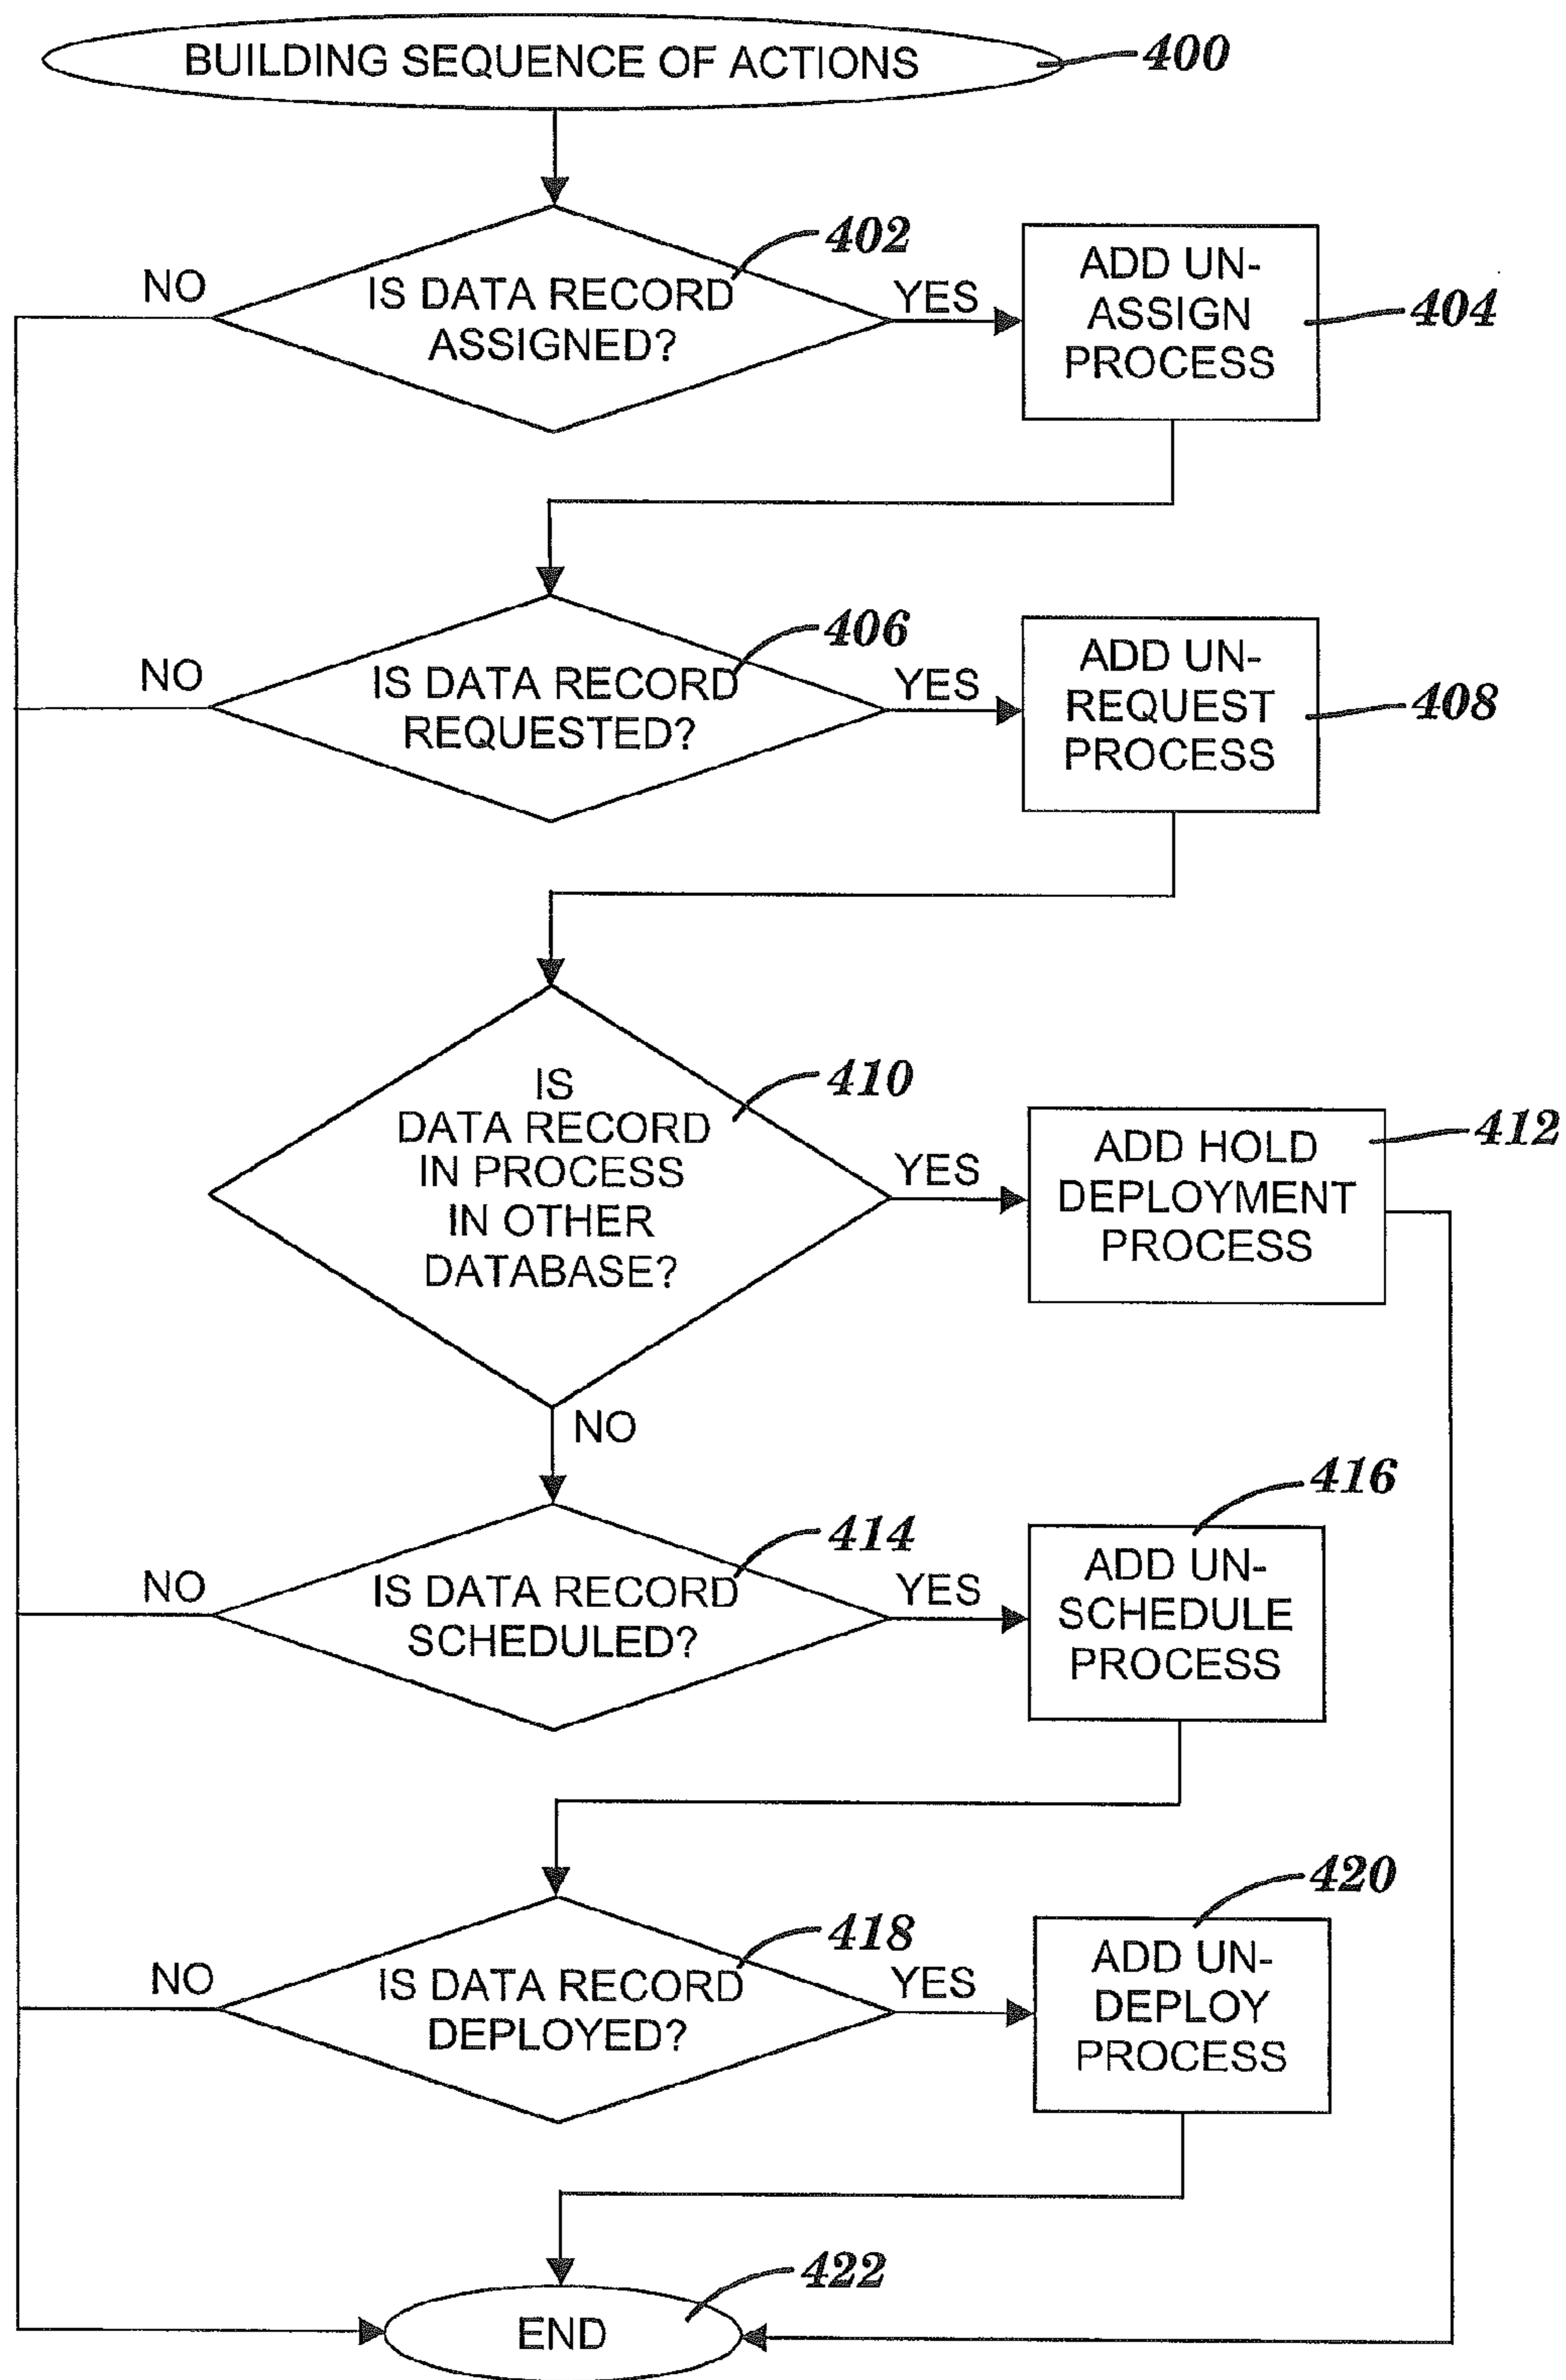 BUILDING SEQUENCE OF ACTIONS
400
402
NO
IS DATA RECORD
ASSIGNED?
YES
ADD UN-
ASSIGN
PROCESS
404
406
NO
IS DATA RECORD
REQUESTED?
YES
ADD UN-
REQUEST
PROCESS
408
410
IS
DATA RECORD
IN PROCESS
IN OTHER
DATABASE?
YES
ADD HOLD
DEPLOYMENT
PROCESS
412
NO
414
NO
IS DATA RECORD
SCHEDULED?
YES
416
ADD UN-
SCHEDULE
PROCESS
418
NO
IS DATA RECORD
DEPLOYED?
YES
420
ADD UN-
DEPLOY
PROCESS
422
END